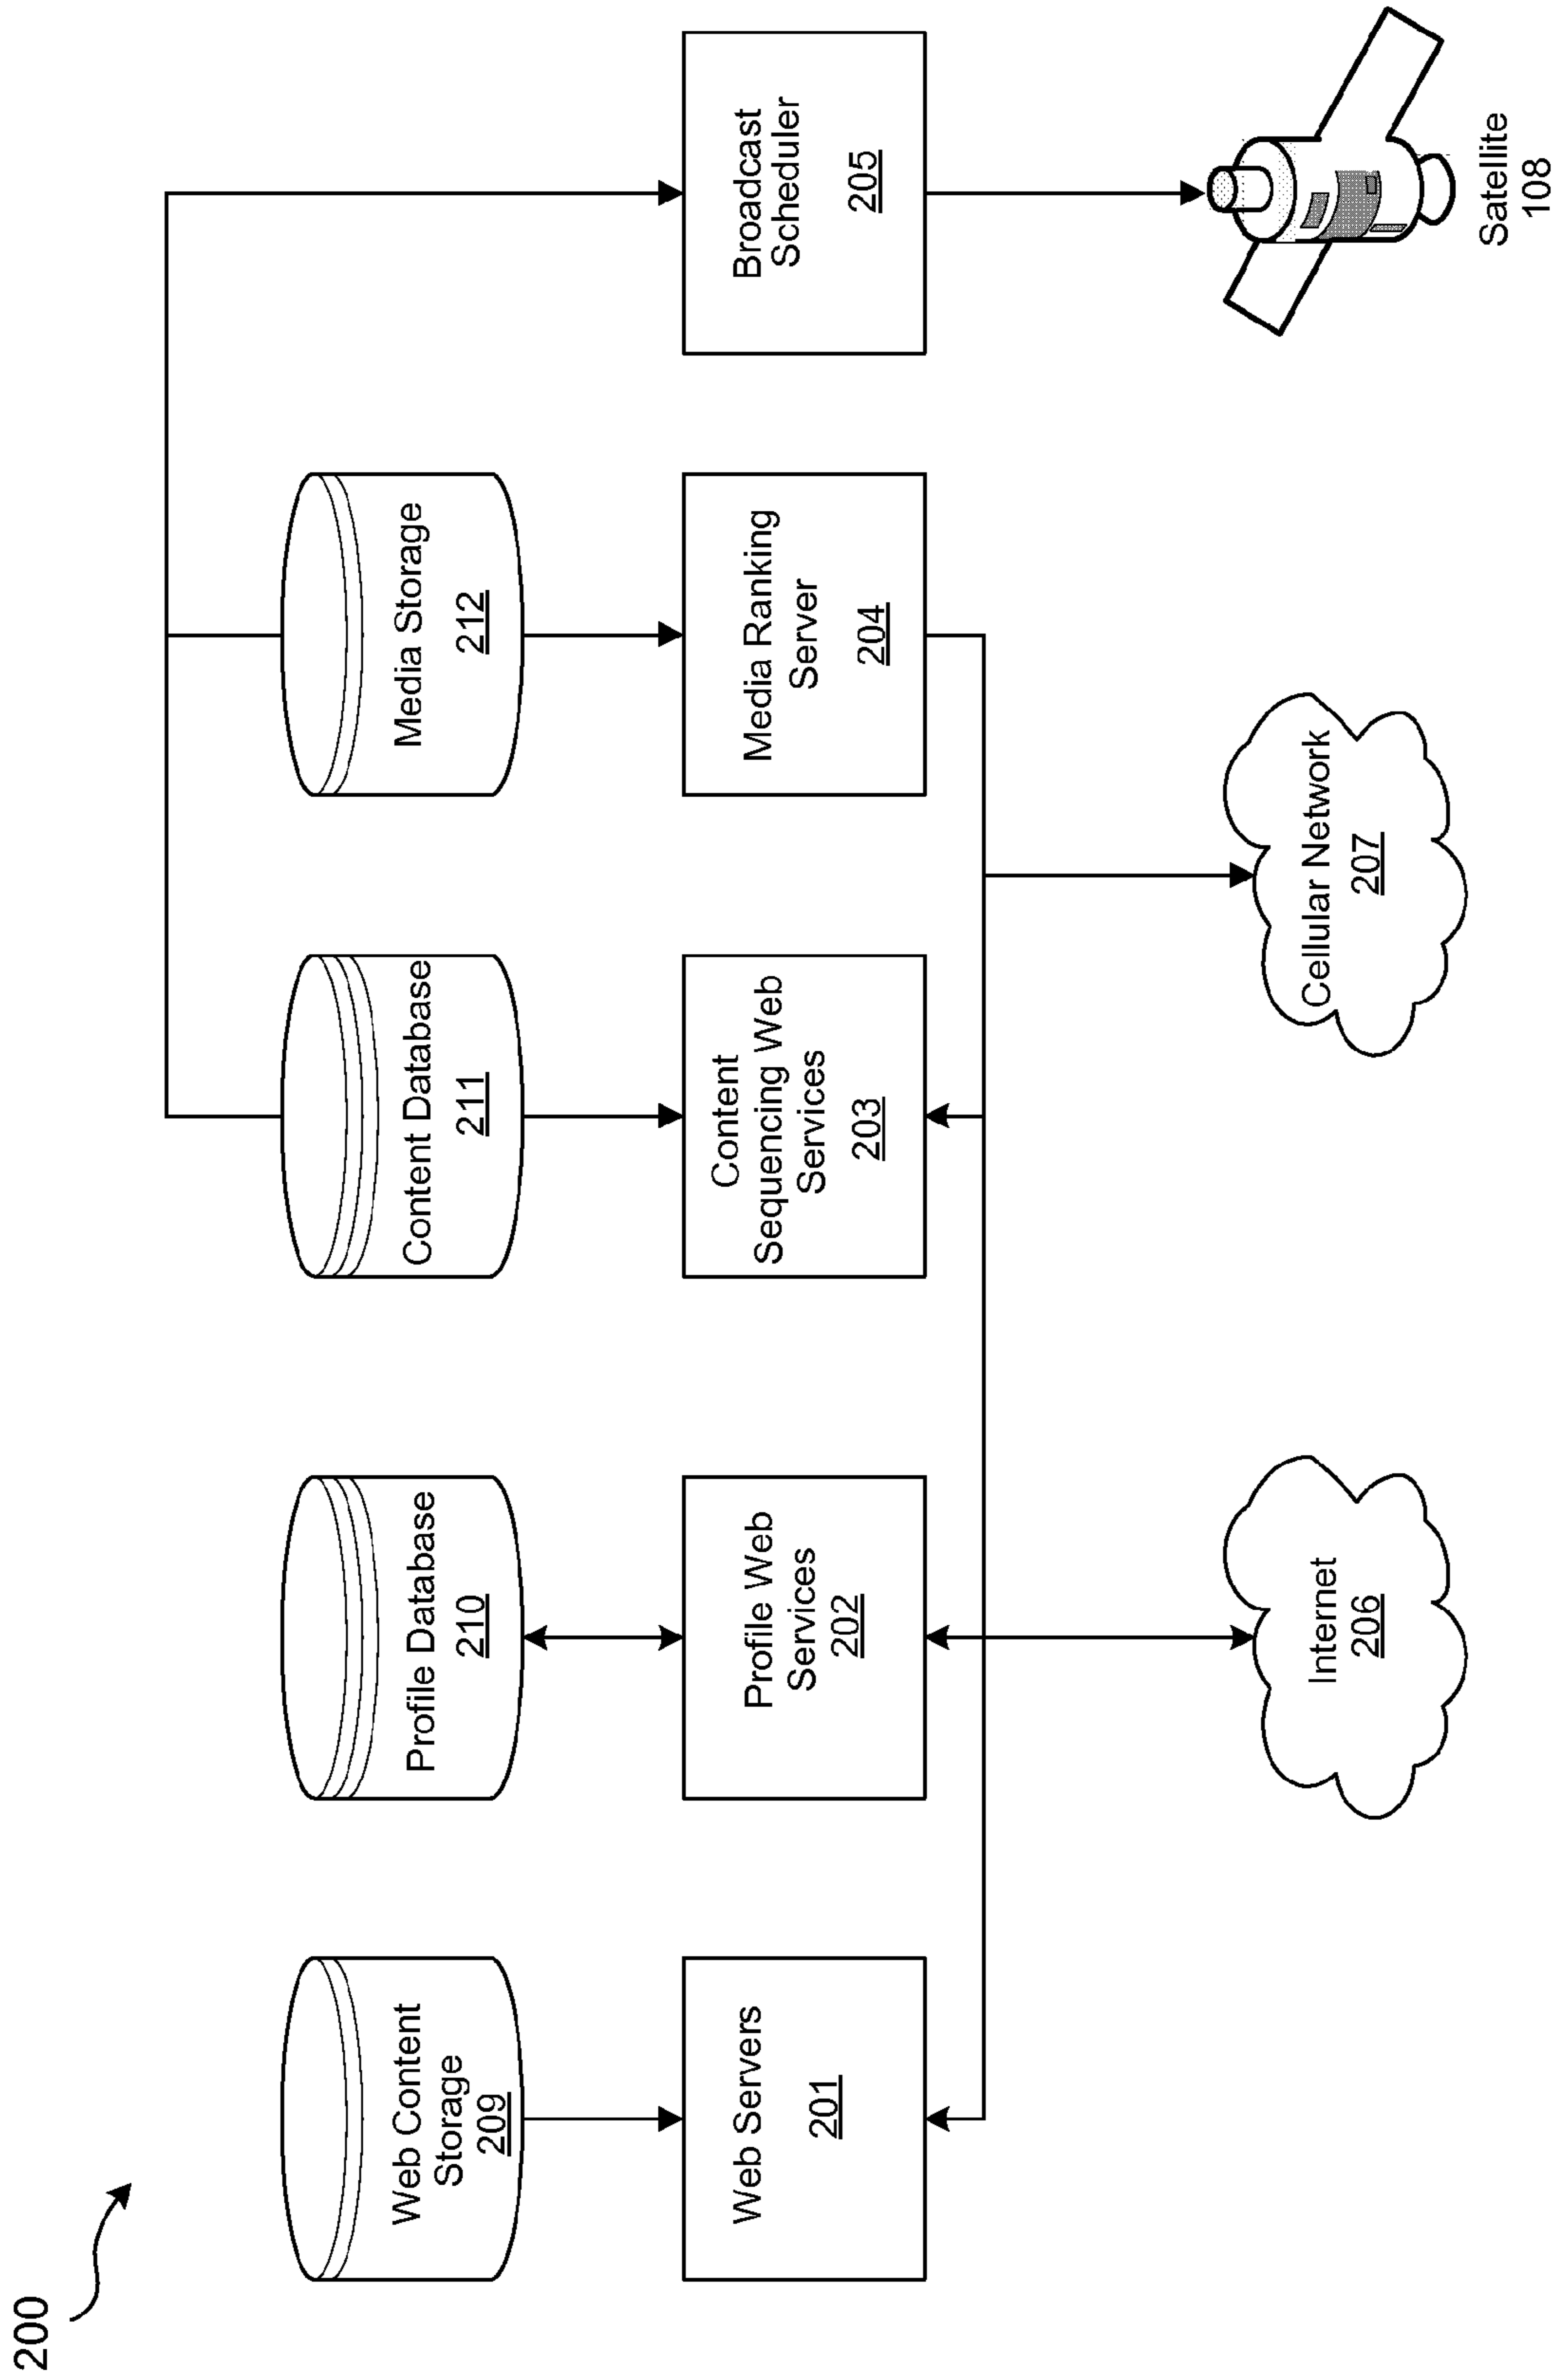 200
Web Content
Storage
209
Profile Database
210
Content Database
211
Media Storage
212
Web Servers
201
Profile Web
Services
202
Content
Sequencing Web
Services
203
Media Ranking
Server
204
Broadcast
Scheduler
205
Internet
206
Cellular Network
207
Satellite
108